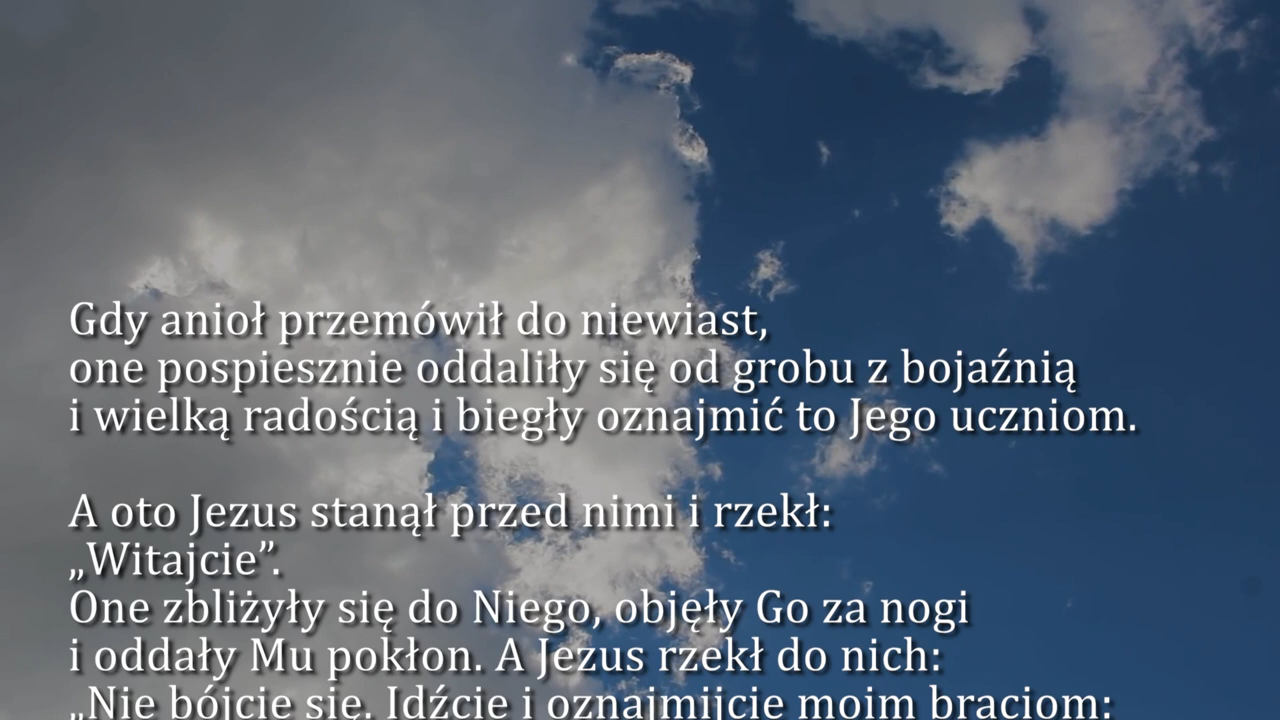 Gdy anioł przemówił do niewiast,
one pospiesznie oddaliły się od grobu z bojaźnią
i wielką radością i biegły oznajmić to Jego uczniom.
A oto Jezus stanął przed nimi i rzekł:
„Witajcie”.
One zbliżyły się do Niego, objęły Go za nogi
i oddały Mu pokłon. A Jezus rzekł do nich:
„Nie bójcie się. Idźcie i oznajmijcie moim braciom: